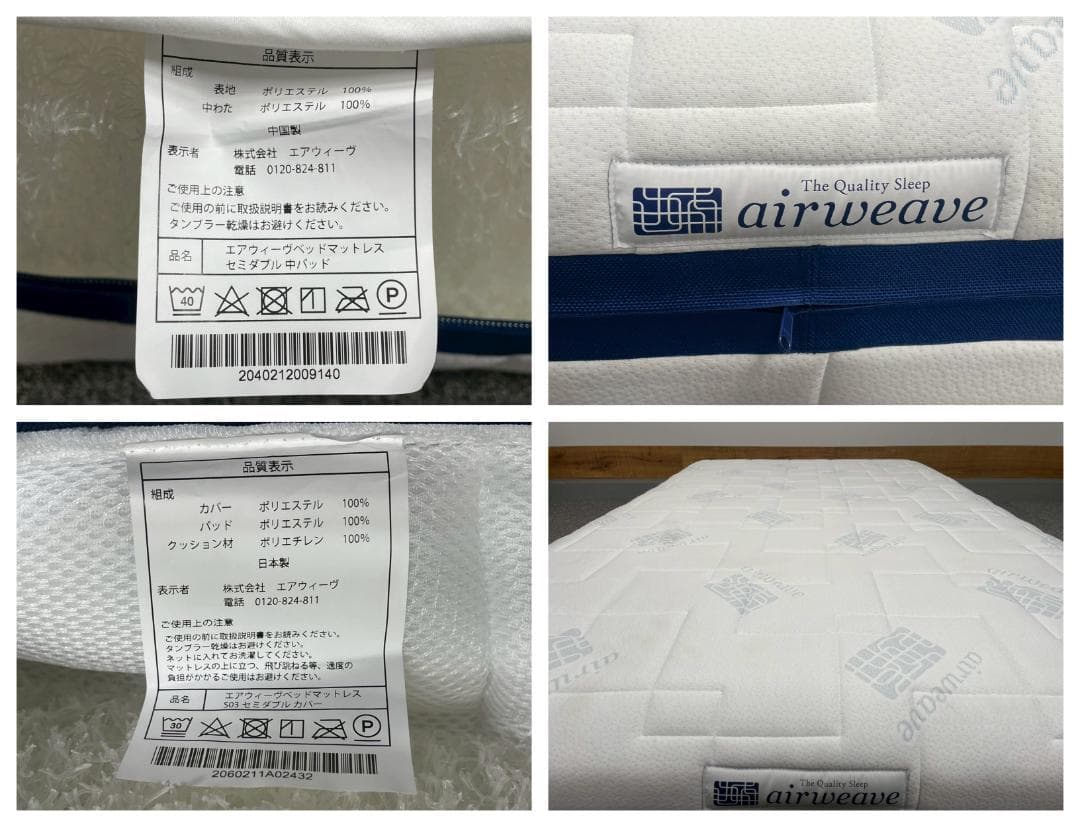 品質表示
組成
表地 ポリエステル 100%
中わた ポリエステル 100%
中国製
表示者 株式会社 エアウィーヴ
電話 0120-824-811
ご使用上の注意
ご使用の前に取扱説明書をお読みください。
タンブラー乾燥はお避けください。
品名 エアウィーヴベッドマットレス
セミダブル 中パッド
40
P
2040212009140
airweave
The Quality Sleep
airweave
品質表示
組成
カバー ポリエステル 100%
パッド ポリエステル 100%
クッション材 ポリエチレン 100%
日本製
表示者 株式会社 エアウィーヴ
電話 0120-824-811
ご使用上の注意
ご使用の前に取扱説明書をお読みください。
タンブラー乾燥はお避けください。
ネットに入れてお洗濯してください。
マットレスの上に立つ、飛び跳ねる等、過度の
負担がかかるご使用はお避けください。
品名 エアウィーヴベッドマットレス
S03 セミダブル カバー
30
P
2060211A02432
airweave
airweave
airweave
The Quality Sleep
airweave